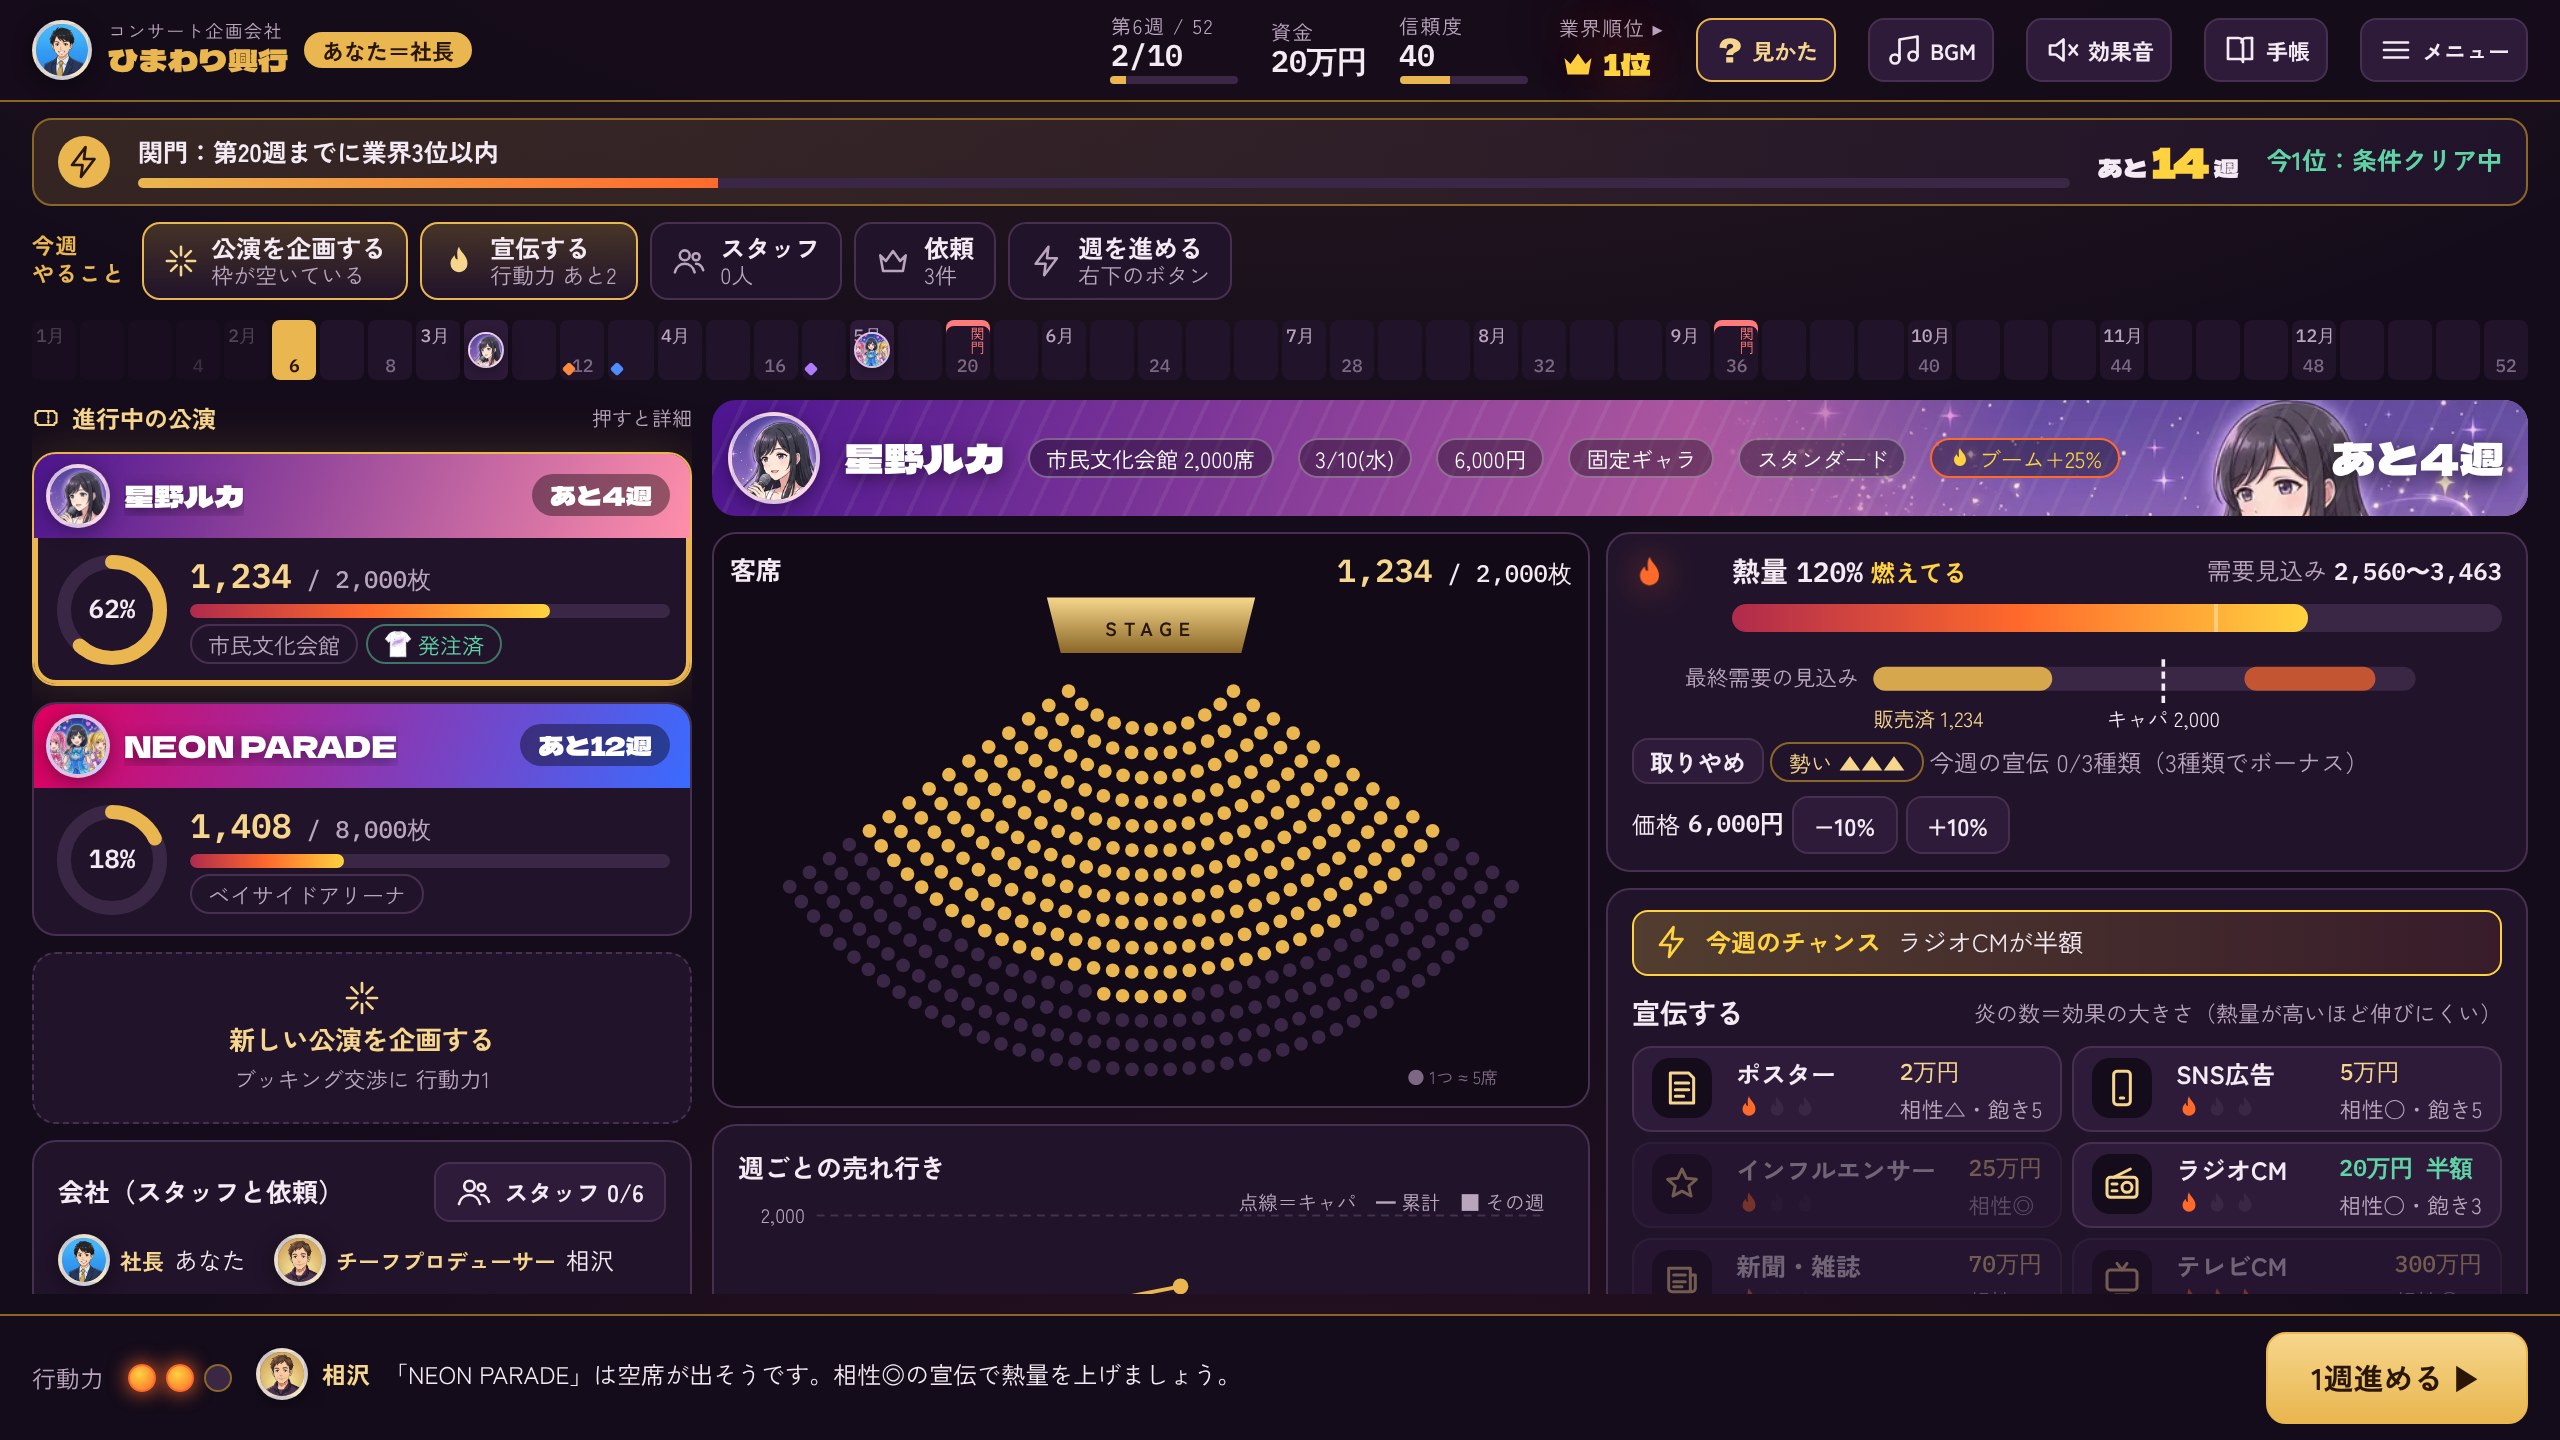 コンサート企画会社
ひまわり興行
あなた＝社長
第6週 / 52
2/10
資金
20万円
信頼度
40
業界順位 ▸
1位
? 見かた
BGM
効果音
手帳
メニュー
関門：第20週までに業界3位以内
あと14週
今1位：条件クリア中
今週
やること
公演を企画する
枠が空いている
宣伝する
行動力 あと2
スタッフ
0人
依頼
3件
週を進める
右下のボタン
1月 2月 3月 4月 5月 6月 7月 8月 9月 10月 11月 12月
関門 関門
4 6 8 12 16 20 24 28 32 36 40 44 48 52
進行中の公演
押すと詳細
星野ルカ
あと4週
62%
1,234 / 2,000枚
市民文化会館
発注済
NEON PARADE
あと12週
18%
1,408 / 8,000枚
ベイサイドアリーナ
新しい公演を企画する
ブッキング交渉に 行動力1
会社（スタッフと依頼）
スタッフ 0/6
社長 あなた
チーフプロデューサー 相沢
星野ルカ
市民文化会館 2,000席
3/10(水)
6,000円
固定ギャラ
スタンダード
ブーム＋25%
あと4週
客席
1,234 / 2,000枚
STAGE
1つ ≈ 5席
週ごとの売れ行き
点線＝キャパ ー 累計 ■ その週
2,000
熱量 120% 燃えてる
需要見込み 2,560〜3,463
最終需要の見込み
販売済 1,234
キャパ 2,000
取りやめ
勢い ▲▲▲
今週の宣伝 0/3種類（3種類でボーナス）
価格 6,000円
−10%
+10%
今週のチャンス ラジオCMが半額
宣伝する
炎の数＝効果の大きさ（熱量が高いほど伸びにくい）
ポスター
2万円
相性△・飽き5
SNS広告
5万円
相性○・飽き5
インフルエンサー
25万円
相性◎
ラジオCM
20万円 半額
相性○・飽き3
新聞・雑誌
70万円
テレビCM
300万円
行動力
相沢
「NEON PARADE」は空席が出そうです。相性◎の宣伝で熱量を上げましょう。
1週進める ▶